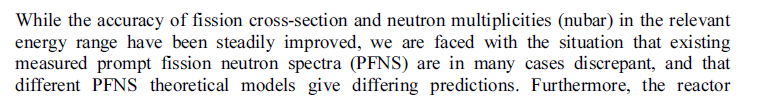 While the accuracy of fission cross-section and neutron multiplicities (nubar) in the relevant
energy range have been steadily improved, we are faced with the situation that existing
measured prompt fission neutron spectra (PFNS) are in many cases discrepant, and that
different PFNS theoretical models give differing predictions. Furthermore, the reactor